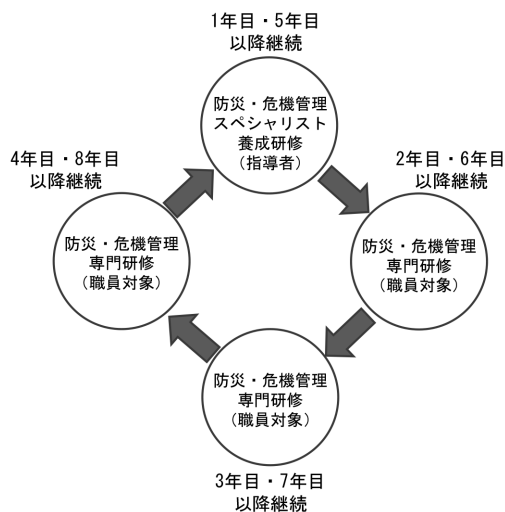 1年目・5年目
以降継続
防災・危機管理
スペシャリスト
養成研修
（指導者）
2年目・6年目
以降継続
防災・危機管理
専門研修
（職員対象）
3年目・7年目
以降継続
防災・危機管理
専門研修
（職員対象）
4年目・8年目
以降継続
防災・危機管理
専門研修
（職員対象）